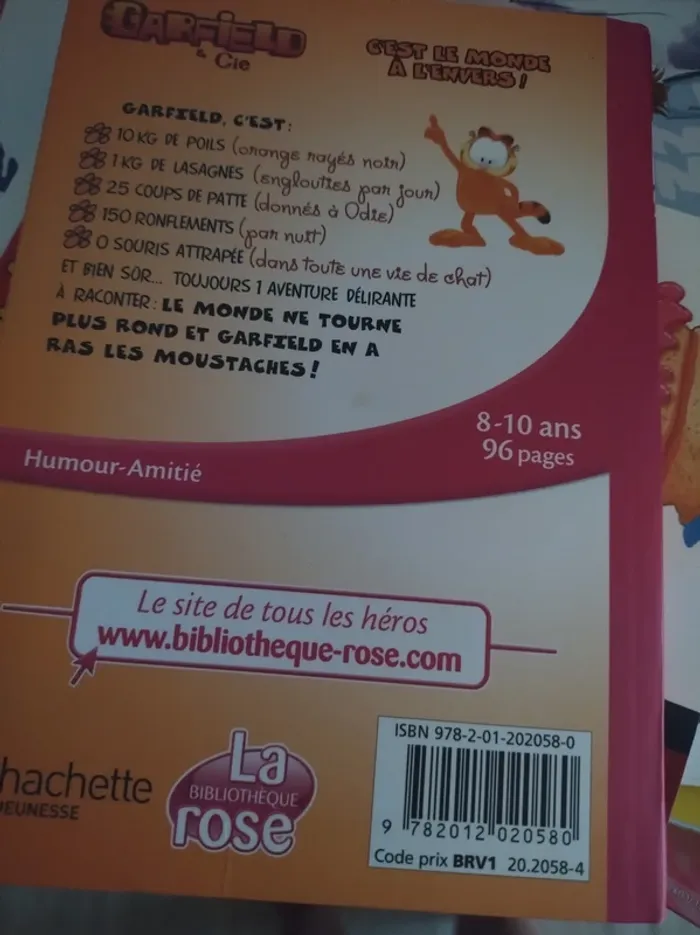 GARFIELD
& Cie
C'EST LE MONDE
À L'ENVERS !
GARFIELD, C'EST :
10 KG DE POILS (orange rayés noir)
1 KG DE LASAGNES (englouties par jour)
25 COUPS DE PATTE (donnés à Odie)
150 RONFLEMENTS (par nuit)
0 SOURIS ATTRAPÉE (dans toute une vie de chat)
ET BIEN SÛR... TOUJOURS 1 AVENTURE DÉLIRANTE
À RACONTER : LE MONDE NE TOURNE
PLUS ROND ET GARFIELD EN A
RAS LES MOUSTACHES !
8-10 ans
96 pages
Humour-Amitié
Le site de tous les héros
www.bibliotheque-rose.com
hachette
JEUNESSE
La
BIBLIOTHÈQUE
rose
ISBN 978-2-01-202058-0
9 782012 020580
Code prix BRV1 20.2058-4